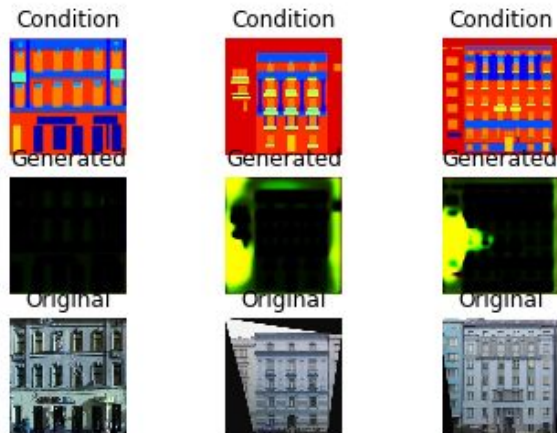 Condition Condition Condition
Generated Generated Generated
Original Original Original